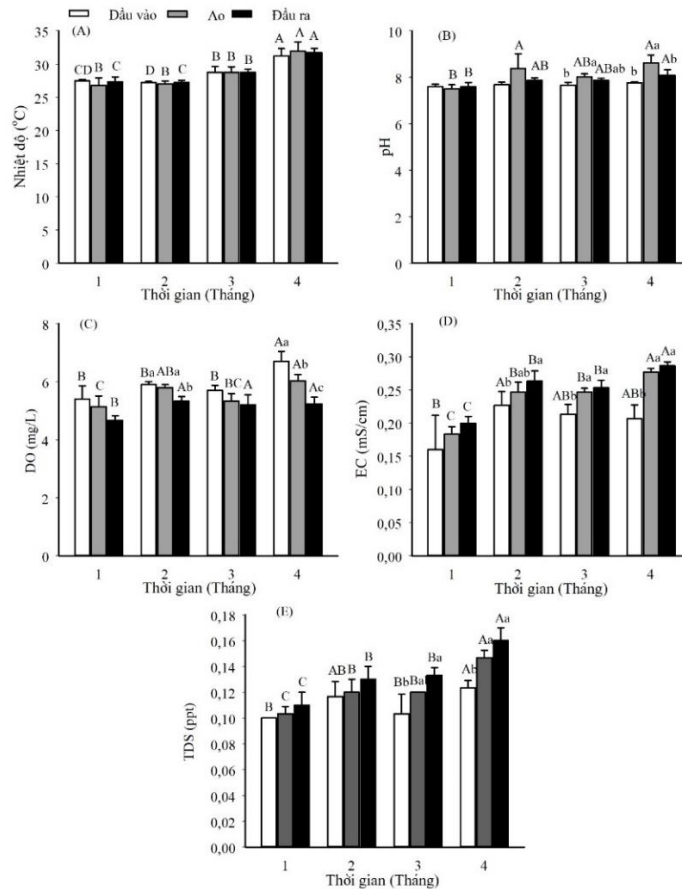 Dầu vào Ao Đầu ra
(A)
35
30
25
20
15
10
5
0
Nhiệt độ (°C)
CD B C D B C B B B A A A
1 2 3 4
Thời gian (Tháng)
(B)
10
8
6
4
2
0
pH
B B A AB b ABa ABab b Aa Ab
1 2 3 4
Thời gian (Tháng)
(C)
8
6
4
2
0
DO (mg/L)
B C B Ba ABa Ab B BC A Aa Ab Ac
1 2 3 4
Thời gian (Tháng)
(D)
0,35
0,30
0,25
0,20
0,15
0,10
0,05
0,00
EC (mS/cm)
B C C Ab Bab Ba ABb Ba Ba ABb Aa Aa
1 2 3 4
Thời gian (Tháng)
(E)
0,18
0,16
0,14
0,12
0,10
0,08
0,06
0,04
0,02
0,00
TDS (ppt)
B C C AB B B Bb Bab Ba Ab Aa Aa
1 2 3 4
Thời gian (Tháng)